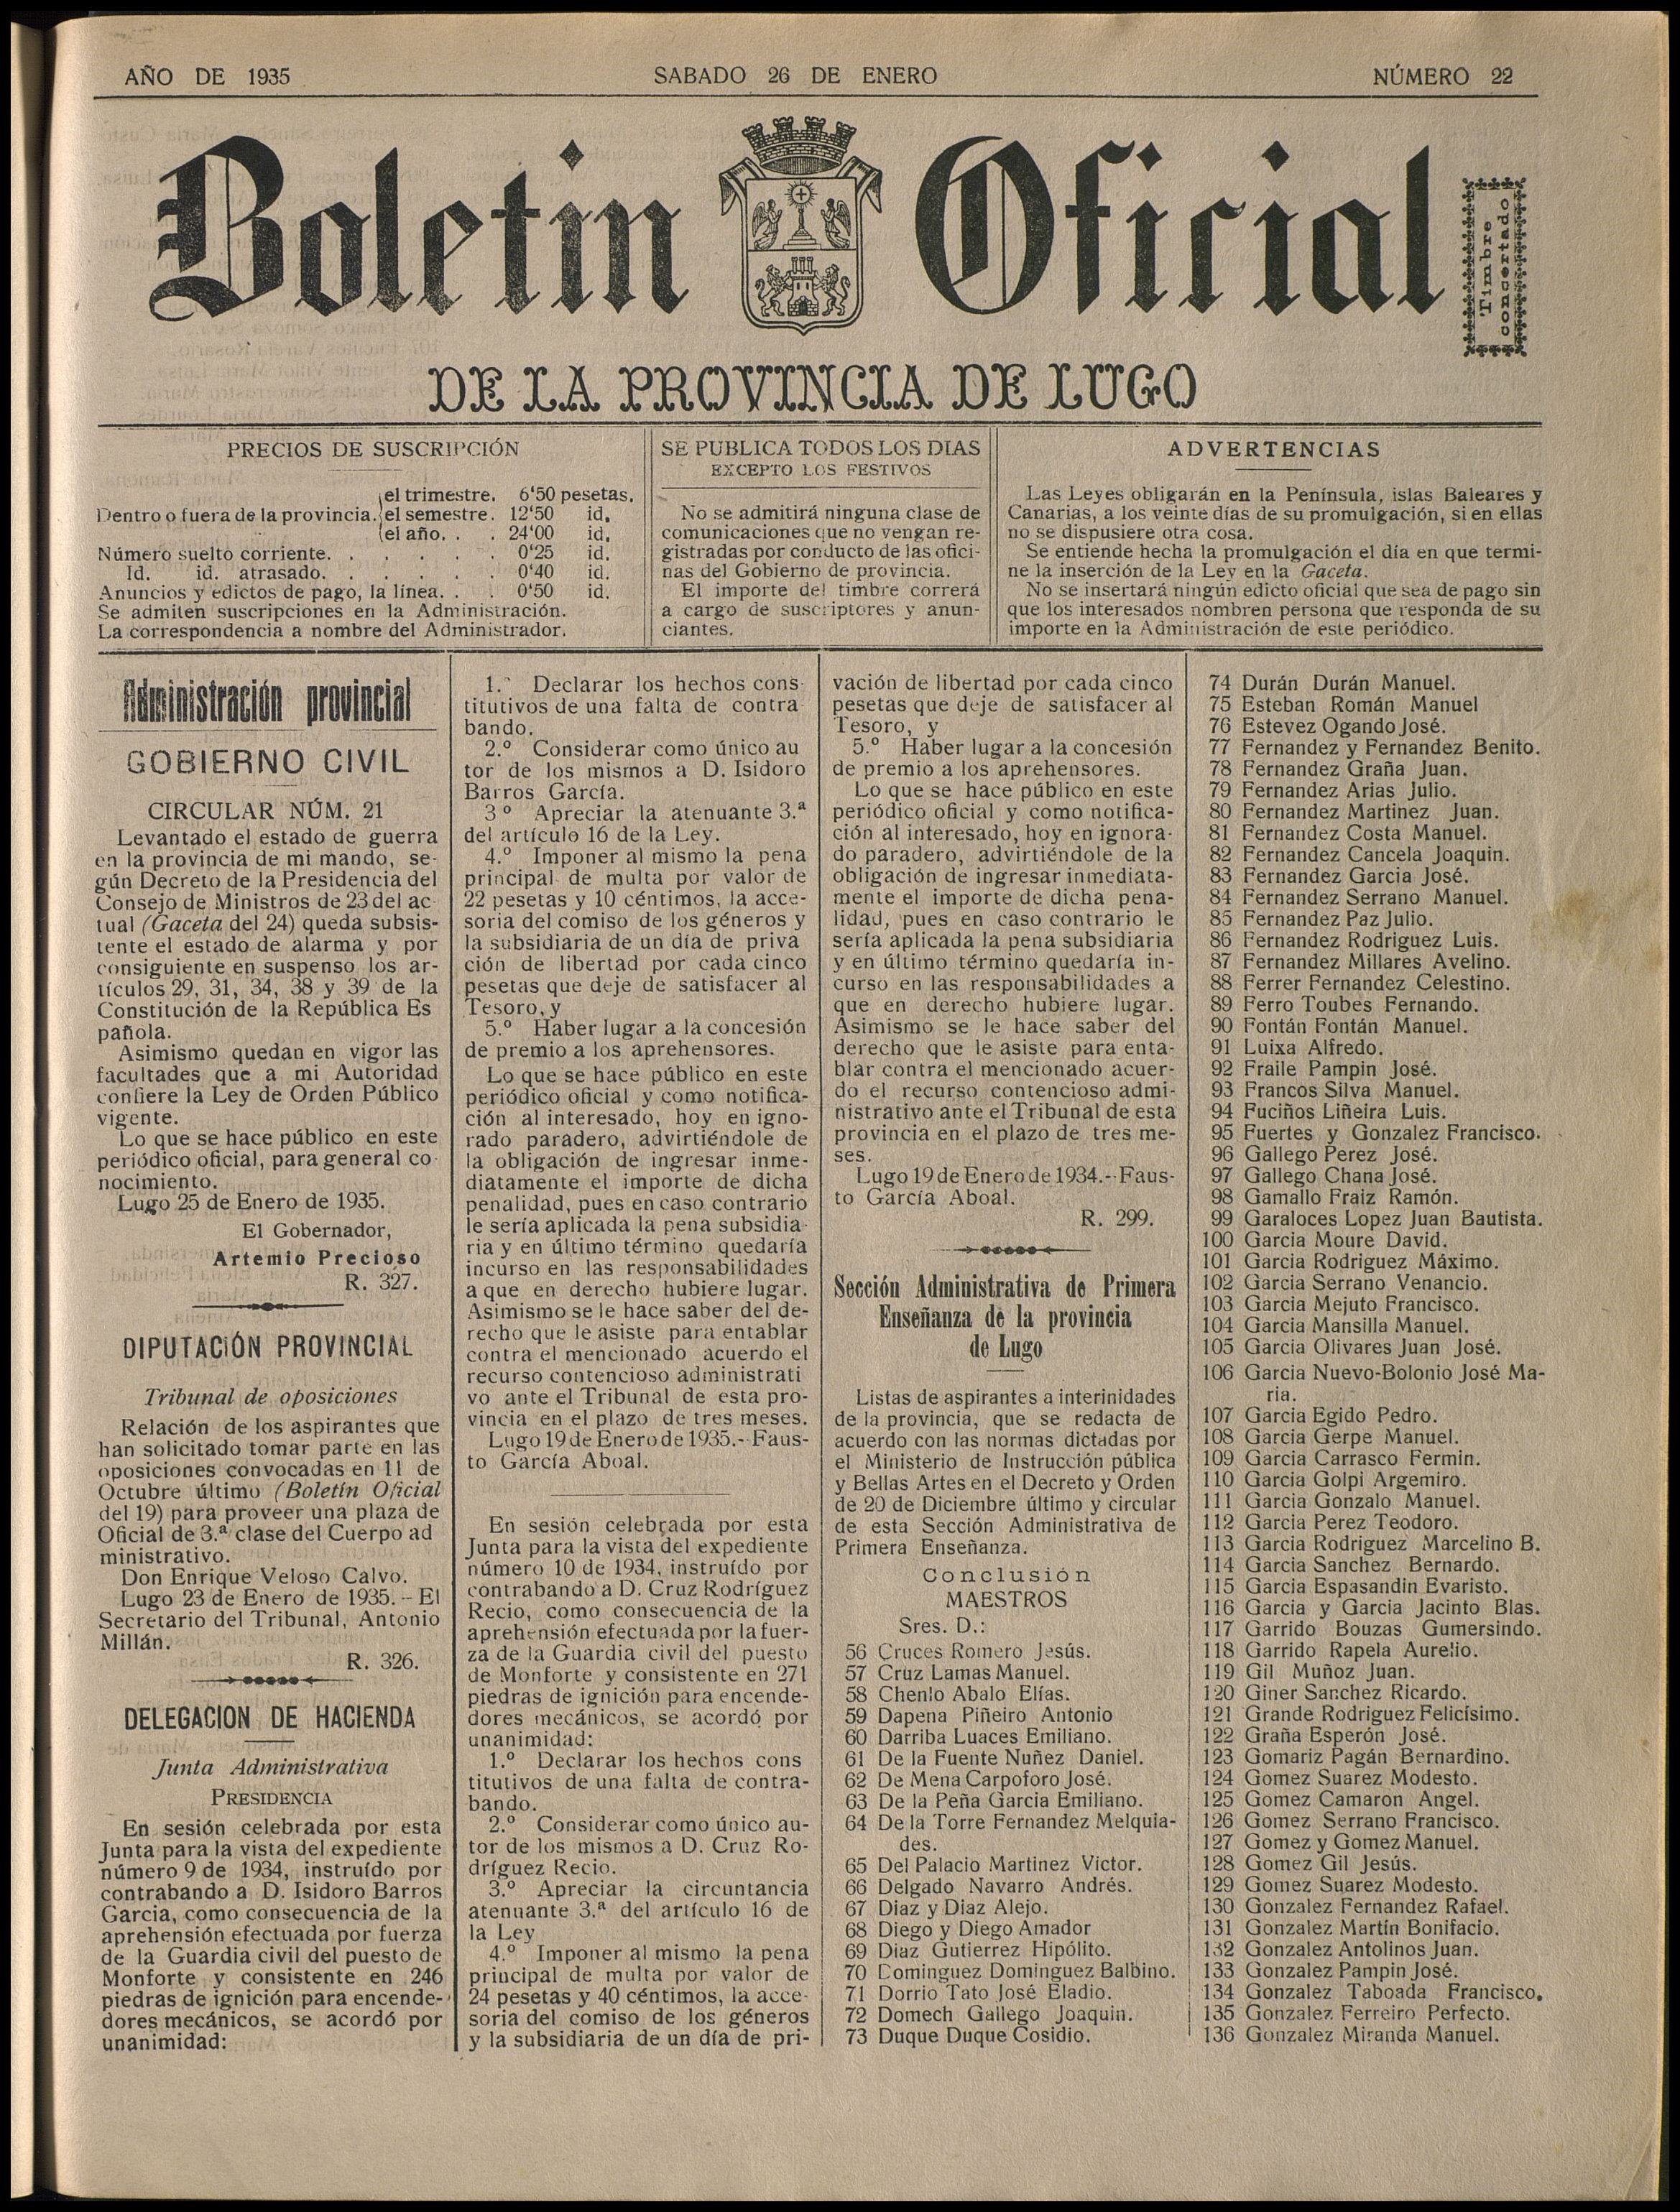 AÑO DE 1935
SABADO 26 DE ENERO
NÚMERO 22
Boletin Oficial
Timbre
concertado
DE LA PROVINCIA DE LUGO
PRECIOS DE SUSCRIPCIÓN
el trimestre. 6'50 pesetas.
Dentro o fuera de la provincia. el semestre. 12'50 id.
el año. . . 24'00 id.
Número suelto corriente. . . . . . 0'25 id.
Id. id. atrasado. . . . . . 0'40 id.
Anuncios y edictos de pago, la línea. . . 0'50 id.
Se admiten suscripciones en la Administración.
La correspondencia a nombre del Administrador.
SE PUBLICA TODOS LOS DIAS
EXCEPTO LOS FESTIVOS
No se admitirá ninguna clase de
comunicaciones que no vengan re-
gistradas por conducto de las ofici-
nas del Gobierno de provincia.
El importe del timbre correrá
a cargo de suscriptores y anun-
ciantes.
ADVERTENCIAS
Las Leyes obligarán en la Península, islas Baleares y
Canarias, a los veinte días de su promulgación, si en ellas
no se dispusiere otra cosa.
Se entiende hecha la promulgación el día en que termi-
ne la inserción de la Ley en la Gaceta.
No se insertará ningún edicto oficial que sea de pago sin
que los interesados nombren persona que responda de su
importe en la Administración de este periódico.
Administración provincial
GOBIERNO CIVIL
CIRCULAR NÚM. 21
Levantado el estado de guerra
en la provincia de mi mando, se-
gún Decreto de la Presidencia del
Consejo de Ministros de 23 del ac-
tual (Gaceta del 24) queda subsis-
tente el estado de alarma y por
consiguiente en suspenso los ar-
tículos 29, 31, 34, 38 y 39 de la
Constitución de la República Es
pañola.
Asimismo quedan en vigor las
facultades que a mi Autoridad
confiere la Ley de Orden Público
vigente.
Lo que se hace público en este
periódico oficial, para general co-
nocimiento.
Lugo 25 de Enero de 1935.
El Gobernador,
Artemio Precioso
R. 327.
DIPUTACIÓN PROVINCIAL
Tribunal de oposiciones
Relación de los aspirantes que
han solicitado tomar parte en las
oposiciones convocadas en 11 de
Octubre último (Boletín Oficial
del 19) para proveer una plaza de
Oficial de 3.ª clase del Cuerpo ad
ministrativo.
Don Enrique Veloso Calvo.
Lugo 23 de Enero de 1935.-El
Secretario del Tribunal, Antonio
Millán.
R. 326.
DELEGACION DE HACIENDA
Junta Administrativa
PRESIDENCIA
En sesión celebrada por esta
Junta para la vista del expediente
número 9 de 1934, instruído por
contrabando a D. Isidoro Barros
Garcia, como consecuencia de la
aprehensión efectuada por fuerza
de la Guardia civil del puesto de
Monforte y consistente en 246
piedras de ignición para encende-
dores mecánicos, se acordó por
unanimidad:
1.º Declarar los hechos cons-
titutivos de una falta de contra
bando.
2.º Considerar como único au
tor de los mismos a D. Isidoro
Barros García.
3º Apreciar la atenuante 3.ª
del artículo 16 de la Ley.
4.º Imponer al mismo la pena
principal de multa por valor de
22 pesetas y 10 céntimos, la acce-
soria del comiso de los géneros y
la subsidiaria de un día de priva
ción de libertad por cada cinco
pesetas que deje de satisfacer al
Tesoro, y
5.º Haber lugar a la concesión
de premio a los aprehensores.
Lo que se hace público en este
periódico oficial y como notifica-
ción al interesado, hoy en igno-
rado paradero, advirtiéndole de
la obligación de ingresar inme-
diatamente el importe de dicha
penalidad, pues en caso contrario
le sería aplicada la pena subsidia-
ria y en último término quedaría
incurso en las responsabilidades
a que en derecho hubiere lugar.
Asimismo se le hace saber del de-
recho que le asiste para entablar
contra el mencionado acuerdo el
recurso contencioso administrati
vo ante el Tribunal de esta pro-
vincia en el plazo de tres meses.
Lugo 19 de Enero de 1935.--Faus-
to García Aboal.
En sesión celebrada por esta
Junta para la vista del expediente
número 10 de 1934, instruído por
contrabando a D. Cruz Rodríguez
Recio, como consecuencia de la
aprehensión efectuada por la fuer-
za de la Guardia civil del puesto
de Monforte y consistente en 271
piedras de ignición para encende-
dores mecánicos, se acordó por
unanimidad:
1.º Declarar los hechos cons
titutivos de una falta de contra-
bando.
2.º Considerar como único au-
tor de los mismos a D. Cruz Ro-
dríguez Recio.
3.º Apreciar la circuntancia
atenuante 3.ª del artículo 16 de
la Ley
4.º Imponer al mismo la pena
principal de multa por valor de
24 pesetas y 40 céntimos, la acce-
soria del comiso de los géneros
y la subsidiaria de un día de pri-
vación de libertad por cada cinco
pesetas que deje de satisfacer al
Tesoro, y
5.º Haber lugar a la concesión
de premio a los aprehensores.
Lo que se hace público en este
periódico oficial y como notifica-
ción al interesado, hoy en ignora-
do paradero, advirtiéndole de la
obligación de ingresar inmediata-
mente el importe de dicha pena-
lidad, pues en caso contrario le
sería aplicada la pena subsidiaria
y en último término quedaría in-
curso en las responsabilidades a
que en derecho hubiere lugar.
Asimismo se le hace saber del
derecho que le asiste para enta-
blar contra el mencionado acuer-
do el recurso contencioso admi-
nistrativo ante el Tribunal de esta
provincia en el plazo de tres me-
ses.
Lugo 19 de Enero de 1934.--Faus-
to García Aboal.
R. 299.
Sección Administrativa de Primera
Enseñanza de la provincia
de Lugo
Listas de aspirantes a interinidades
de la provincia, que se redacta de
acuerdo con las normas dictadas por
el Ministerio de Instrucción pública
y Bellas Artes en el Decreto y Orden
de 20 de Diciembre último y circular
de esta Sección Administrativa de
Primera Enseñanza.
Conclusión
MAESTROS
Sres. D.:
56 Cruces Romero Jesús.
57 Cruz Lamas Manuel.
58 Chenlo Abalo Elías.
59 Dapena Piñeiro Antonio
60 Darriba Luaces Emiliano.
61 De la Fuente Nuñez Daniel.
62 De Mena Carpoforo José.
63 De la Peña Garcia Emiliano.
64 De la Torre Fernandez Melquia-
des.
65 Del Palacio Martinez Victor.
66 Delgado Navarro Andrés.
67 Diaz y Diaz Alejo.
68 Diego y Diego Amador
69 Diaz Gutierrez Hipólito.
70 Dominguez Dominguez Balbino.
71 Dorrio Tato José Eladio.
72 Domech Gallego Joaquin.
73 Duque Duque Cosidio.
74 Durán Durán Manuel.
75 Esteban Román Manuel
76 Estevez Ogando José.
77 Fernandez y Fernandez Benito.
78 Fernandez Graña Juan.
79 Fernandez Arias Julio.
80 Fernandez Martinez Juan.
81 Fernandez Costa Manuel.
82 Fernandez Cancela Joaquin.
83 Fernandez Garcia José.
84 Fernandez Serrano Manuel.
85 Fernandez Paz Julio.
86 Fernandez Rodriguez Luis.
87 Fernandez Millares Avelino.
88 Ferrer Fernandez Celestino.
89 Ferro Toubes Fernando.
90 Fontán Fontán Manuel.
91 Luixa Alfredo.
92 Fraile Pampin José.
93 Francos Silva Manuel.
94 Fuciños Liñeira Luis.
95 Fuertes y Gonzalez Francisco.
96 Gallego Perez José.
97 Gallego Chana José.
98 Gamallo Fraiz Ramón.
99 Garaloces Lopez Juan Bautista.
100 Garcia Moure David.
101 Garcia Rodriguez Máximo.
102 Garcia Serrano Venancio.
103 Garcia Mejuto Francisco.
104 Garcia Mansilla Manuel.
105 Garcia Olivares Juan José.
106 Garcia Nuevo-Bolonio José Ma-
ria.
107 Garcia Egido Pedro.
108 Garcia Gerpe Manuel.
109 Garcia Carrasco Fermin.
110 Garcia Golpi Argemiro.
111 Garcia Gonzalo Manuel.
112 Garcia Perez Teodoro.
113 Garcia Rodriguez Marcelino B.
114 Garcia Sanchez Bernardo.
115 Garcia Espasandin Evaristo.
116 Garcia y Garcia Jacinto Blas.
117 Garrido Bouzas Gumersindo.
118 Garrido Rapela Aurelio.
119 Gil Muñoz Juan.
120 Giner Sanchez Ricardo.
121 Grande Rodriguez Felicísimo.
122 Graña Esperón José.
123 Gomariz Pagán Bernardino.
124 Gomez Suarez Modesto.
125 Gomez Camaron Angel.
126 Gomez Serrano Francisco.
127 Gomez y Gomez Manuel.
128 Gomez Gil Jesús.
129 Gomez Suarez Modesto.
130 Gonzalez Fernandez Rafael.
131 Gonzalez Martín Bonifacio.
132 Gonzalez Antolinos Juan.
133 Gonzalez Pampin José.
134 Gonzalez Taboada Francisco.
135 Gonzalez Ferreiro Perfecto.
136 Gonzalez Miranda Manuel.